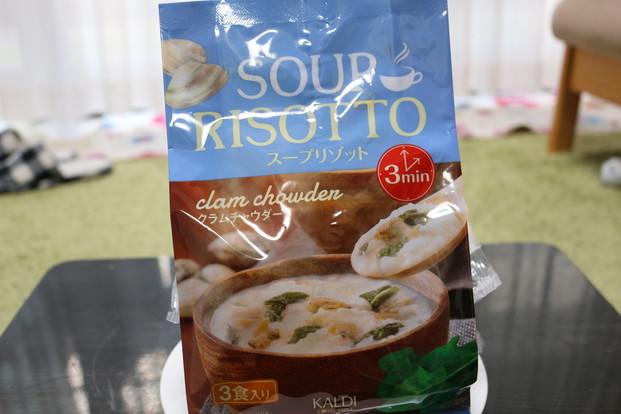 SOUP
RISOTTO
スープリゾット
3min
clam chowder
クラムチャウダー
3食入り
KALDI